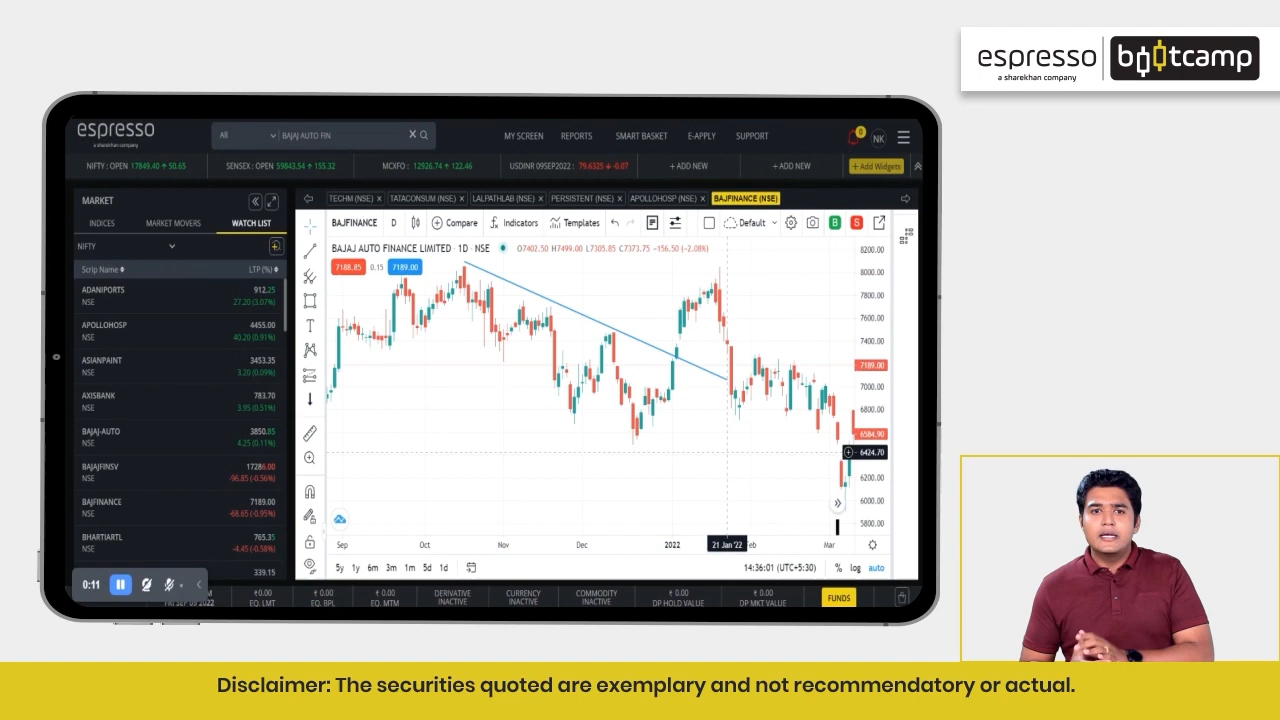 espresso
a sharekhan company
bootcamp
espresso
a sharekhan company
All
BAJAJ AUTO FIN
X
MY SCREEN
REPORTS
SMART BASKET
E-APPLY
SUPPORT
0
NK
NIFTY : OPEN 17849.40 50.65
SENSEX : OPEN 59843.54 155.32
MCXFO : 12926.74 122.46
USDINR 09SEP2022 : 79.6325 -0.07
+ ADD NEW
+ ADD NEW
+ Add Widgets
MARKET
INDICES
MARKET MOVERS
WATCH LIST
NIFTY
Scrip Name
LTP (%)
ADANIPORTS 912.25
NSE 27.20 (3.07%)
APOLLOHOSP 4455.00
NSE 40.20 (0.91%)
ASIANPAINT 3453.35
NSE 3.20 (0.09%)
AXISBANK 783.70
NSE 3.95 (0.51%)
BAJAJ-AUTO 3850.85
NSE 4.25 (0.11%)
BAJAJFINSV 17286.00
NSE -96.85 (-0.56%)
BAJFINANCE 7189.00
NSE -68.65 (-0.95%)
BHARTIARTL 765.35
NSE -4.45 (-0.58%)
339.15
0:11
TECHM (NSE) x
TATACONSUM (NSE) x
LALPATHLAB (NSE) x
PERSISTENT (NSE) x
APOLLOHOSP (NSE) x
BAJFINANCE (NSE)
BAJFINANCE
D
Compare
Indicators
Templates
Default
B
S
BAJAJ AUTO FINANCE LIMITED · 1D · NSE
O7402.50 H7499.00 L7305.85 C7373.75 −156.50 (−2.08%)
7188.85 0.15 7189.00
T
8200.00
8000.00
7800.00
7600.00
7400.00
7189.00
7000.00
6800.00
6584.90
6424.70
6200.00
6000.00
5800.00
Sep
Oct
Nov
Dec
2022
21 Jan '22
eb
Mar
5y 1y 6m 3m 1m 5d 1d
14:36:01 (UTC+5:30)
% log auto
M
FRI SEP 09 2022
₹0.00
EQ. LMT
₹ 0.00
EQ. BPL
₹ 0.00
EQ. MTM
DERIVATIVE
INACTIVE
CURRENCY
INACTIVE
COMMODITY
INACTIVE
₹ 0.00
DP HOLD VALUE
₹ 0.00
DP MKT VALUE
FUNDS
Disclaimer: The securities quoted are exemplary and not recommendatory or actual.